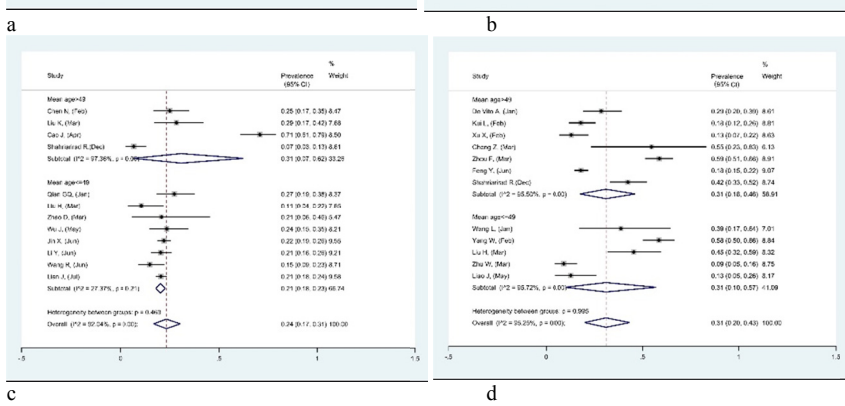 a
b
%
Study
Prevalence
(95% CI)
Weight
Mean age>49
Chen N, (Feb)
0.25 (0.17, 0.35) 8.47
Liu K, (Mar)
0.29 (0.17, 0.42) 7.68
Cao J, (Apr)
0.71 (0.61, 0.79) 8.50
Shahriarirad R.(Dec)
0.07 (0.03, 0.13) 8.61
Subtotal (I^2 = 97.36%, p = 0.00)
0.31 (0.07, 0.62) 33.26
Mean age<=49
Qian GQ, (Jan)
0.27 (0.19, 0.38) 8.37
Liu H, (Mar)
0.11 (0.04, 0.22) 7.65
Zhao D, (Mar)
0.21 (0.06, 0.46) 5.47
Wu J, (May)
0.24 (0.15, 0.35) 8.21
Jin X, (Jun)
0.22 (0.19, 0.26) 9.56
Li Y, (Jun)
0.21 (0.16, 0.26) 9.21
Wang R, (Jun)
0.15 (0.09, 0.22) 8.71
Lian J, (Jul)
0.21 (0.18, 0.24) 9.58
Subtotal (I^2 = 27.37%, p = 0.21)
0.21 (0.18, 0.23) 66.74
Heterogeneity between groups: p = 0.463
Overall (I^2 = 92.04%, p = 0.00);
0.24 (0.17, 0.31) 100.00
-.5
0
.5
1
1.5
%
Study
Prevalence
(95% CI)
Weight
Mean age>49
De Vito A, (Jan)
0.29 (0.20, 0.39) 8.61
Kui L, (Feb)
0.18 (0.12, 0.26) 8.81
Xu X, (Feb)
0.13 (0.07, 0.22) 8.63
Chong Z, (Mar)
0.55 (0.23, 0.83) 6.13
Zhou F, (Mar)
0.59 (0.51, 0.66) 8.91
Feng Y, (Jun)
0.18 (0.15, 0.22) 9.07
Shahriarirad R.(Dec)
0.42 (0.33, 0.52) 8.74
Subtotal (I^2 = 95.50%, p = 0.00)
0.31 (0.18, 0.46) 58.91
Mean age<=49
Wang L, (Jan)
0.39 (0.17, 0.64) 7.01
Yang W, (Feb)
0.58 (0.50, 0.66) 8.84
Liu H, (Mar)
0.45 (0.32, 0.59) 8.32
Zhu W, (Mar)
0.09 (0.05, 0.16) 8.75
Liao J, (May)
0.13 (0.05, 0.26) 8.17
Subtotal (I^2 = 95.72%, p = 0.00)
0.31 (0.10, 0.57) 41.09
Heterogeneity between groups: p = 0.995
Overall (I^2 = 95.25%, p = 0.00);
0.31 (0.20, 0.43) 100.00
-.5
0
.5
1
1.5
c
d